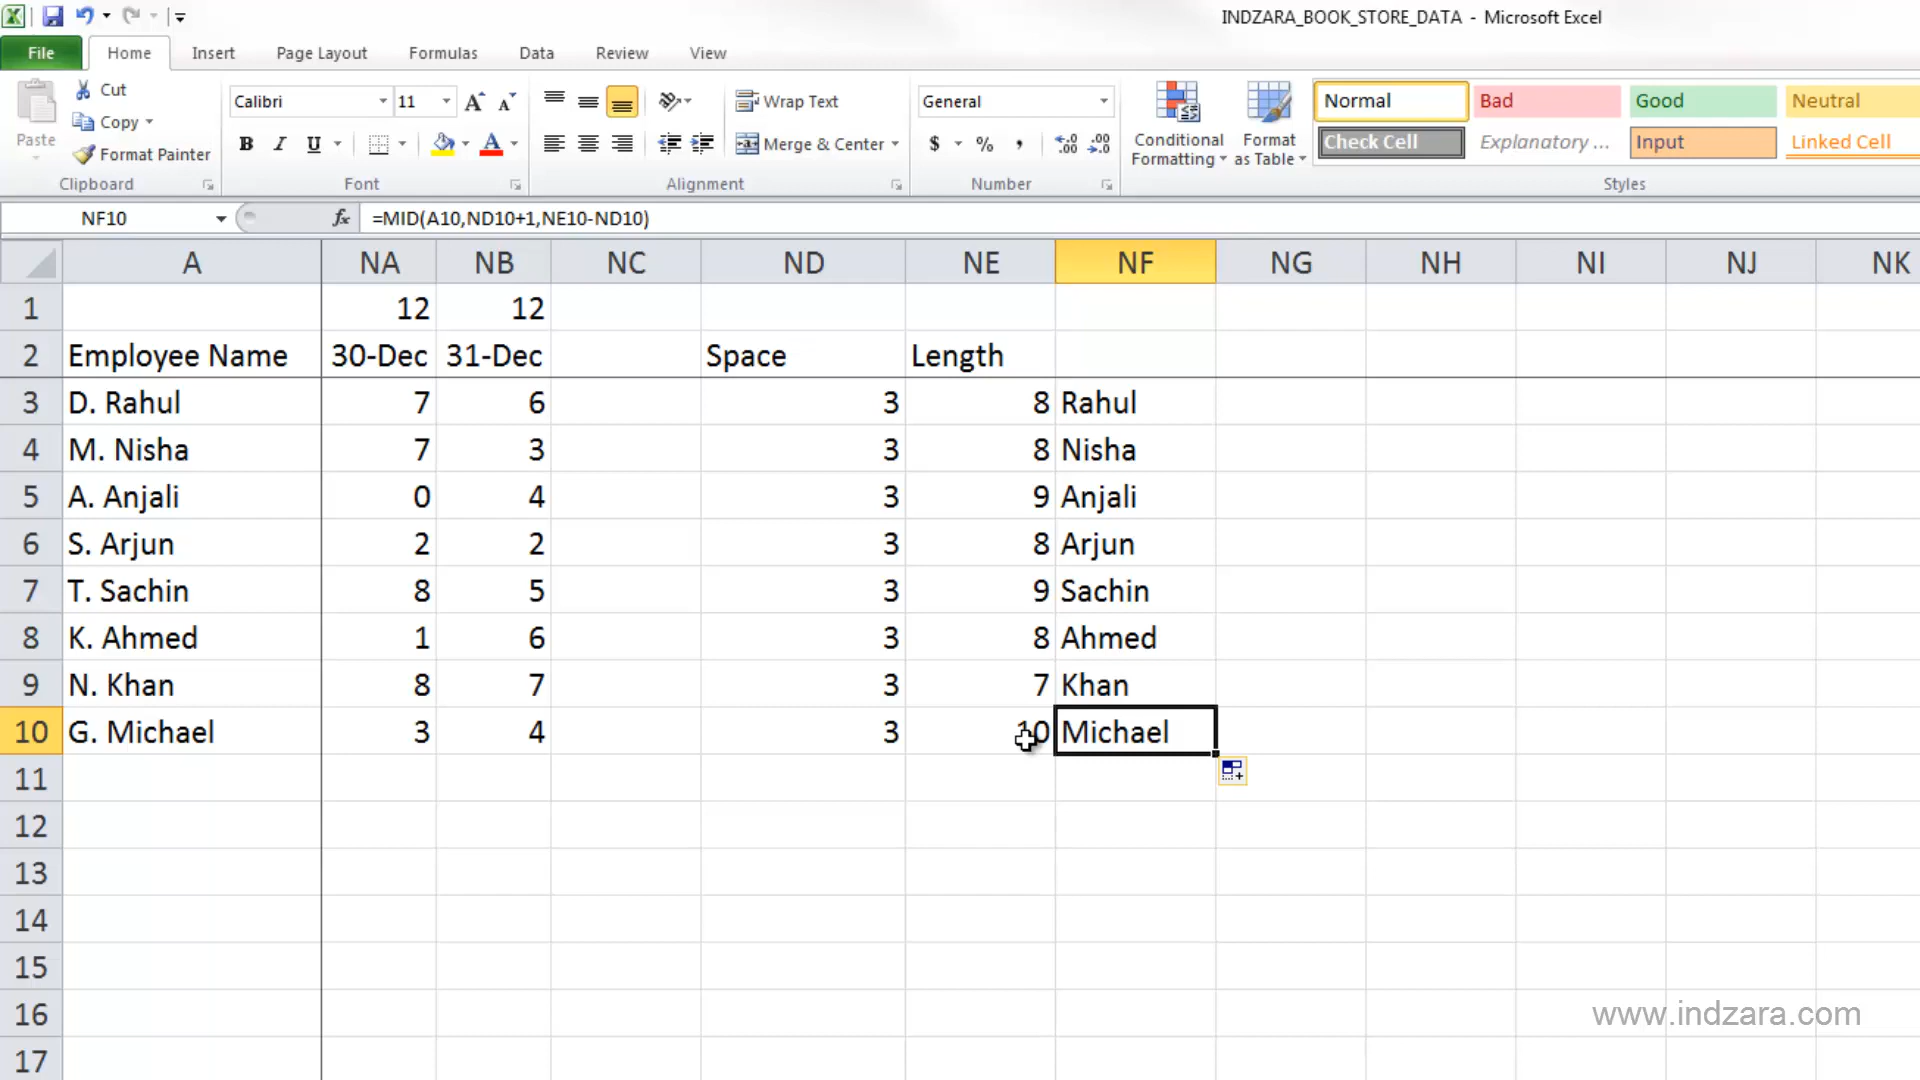 INDZARA_BOOK_STORE_DATA - Microsoft Excel
File Home Insert Page Layout Formulas Data Review View
Paste
Cut
Copy
Format Painter
Clipboard
Calibri 11
B I U
Font
Wrap Text
Merge & Center
Alignment
General
$ % ,
Number
Conditional Formatting
Format as Table
Normal Bad Good Neutral
Check Cell Explanatory ... Input Linked Cell
Styles
NF10 fx =MID(A10,ND10+1,NE10-ND10)
A NA NB NC ND NE NF NG NH NI NJ NK
1 12 12
2 Employee Name 30-Dec 31-Dec Space Length
3 D. Rahul 7 6 3 8 Rahul
4 M. Nisha 7 3 3 8 Nisha
5 A. Anjali 0 4 3 9 Anjali
6 S. Arjun 2 2 3 8 Arjun
7 T. Sachin 8 5 3 9 Sachin
8 K. Ahmed 1 6 3 8 Ahmed
9 N. Khan 8 7 3 7 Khan
10 G. Michael 3 4 3 10 Michael
11
12
13
14
15
16
17
www.indzara.com